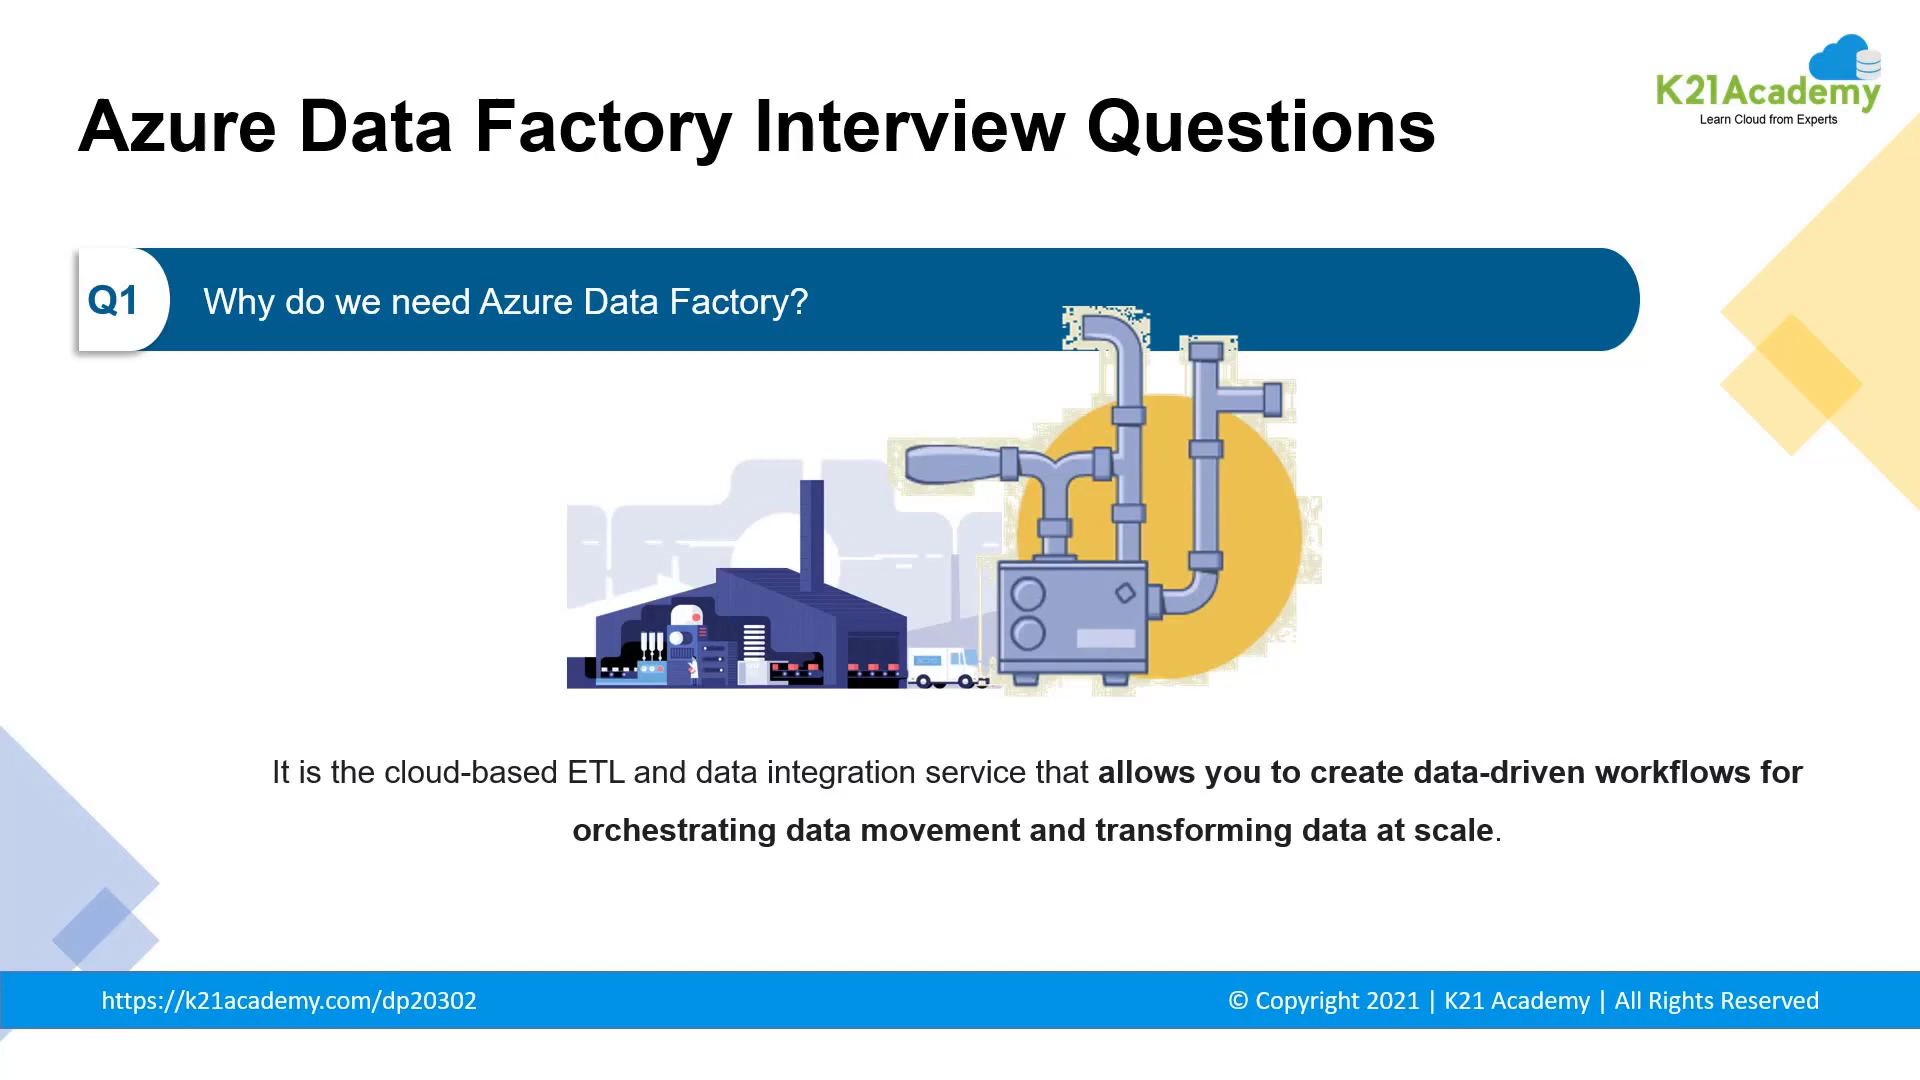 K21Academy
Learn Cloud from Experts
Azure Data Factory Interview Questions
Q1 Why do we need Azure Data Factory?
It is the cloud-based ETL and data integration service that allows you to create data-driven workflows for
orchestrating data movement and transforming data at scale.
https://k21academy.com/dp20302
© Copyright 2021 | K21 Academy | All Rights Reserved